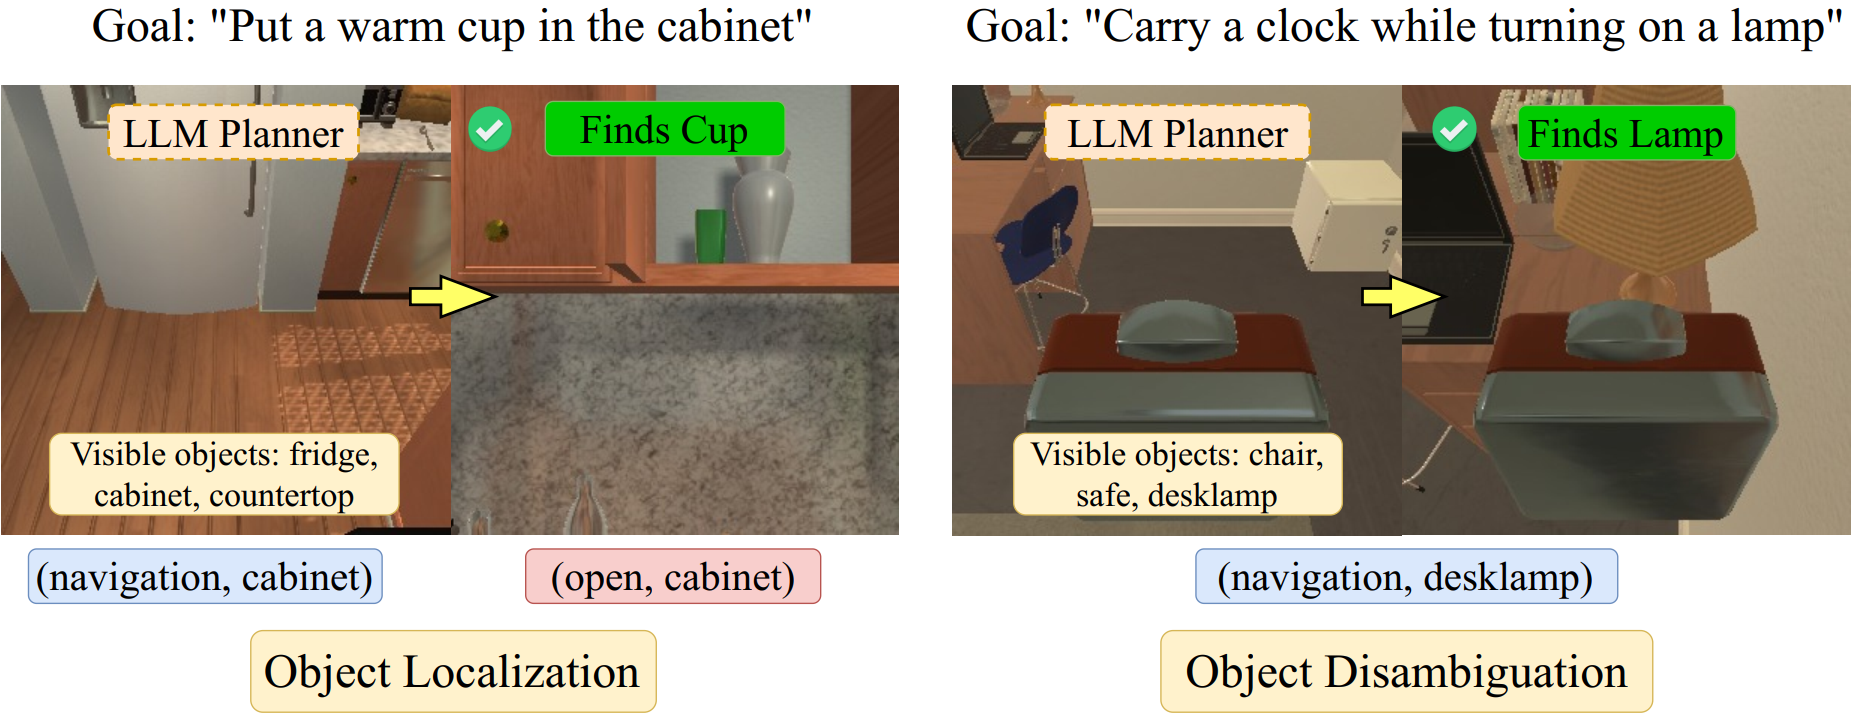 Goal: "Put a warm cup in the cabinet"
LLM Planner
Finds Cup
Visible objects: fridge,
cabinet, countertop
(navigation, cabinet)
(open, cabinet)
Object Localization
Goal: "Carry a clock while turning on a lamp"
LLM Planner
Finds Lamp
Visible objects: chair,
safe, desklamp
(navigation, desklamp)
Object Disambiguation